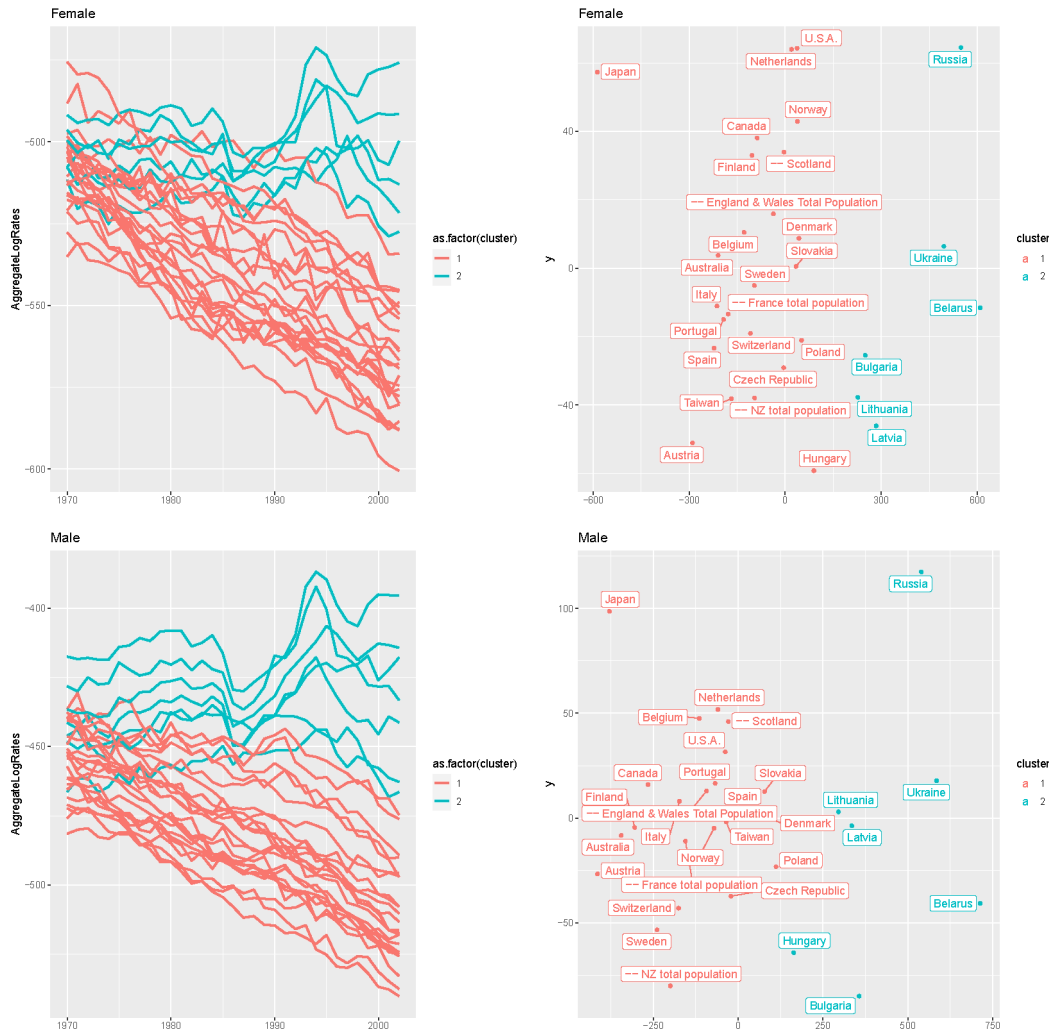 Female
AggregateLogRates
−500
−550
−600
1970
1980
1990
2000
as.factor(cluster)
1
2
Female
y
40
0
−40
−600
−300
0
300
600
U.S.A.
Netherlands
Russia
Japan
Norway
Canada
−− Scotland
Finland
−− England & Wales Total Population
Denmark
Belgium
Slovakia
Ukraine
Australia
Sweden
Italy
−− France total population
Belarus
Portugal
Switzerland
Poland
Spain
Bulgaria
Czech Republic
Taiwan
−− NZ total population
Lithuania
Latvia
Austria
Hungary
cluster
a 1
a 2
Male
AggregateLogRates
−400
−450
−500
1970
1980
1990
2000
as.factor(cluster)
1
2
Male
y
100
50
0
−50
−250
0
250
500
750
Russia
Japan
Netherlands
Belgium
−− Scotland
U.S.A.
Canada
Portugal
Slovakia
Ukraine
Finland
Spain
Lithuania
−− England & Wales Total Population
Denmark
Italy
Taiwan
Latvia
Australia
Norway
Poland
Austria
−− France total population
Czech Republic
Switzerland
Belarus
Sweden
Hungary
−− NZ total population
Bulgaria
cluster
a 1
a 2